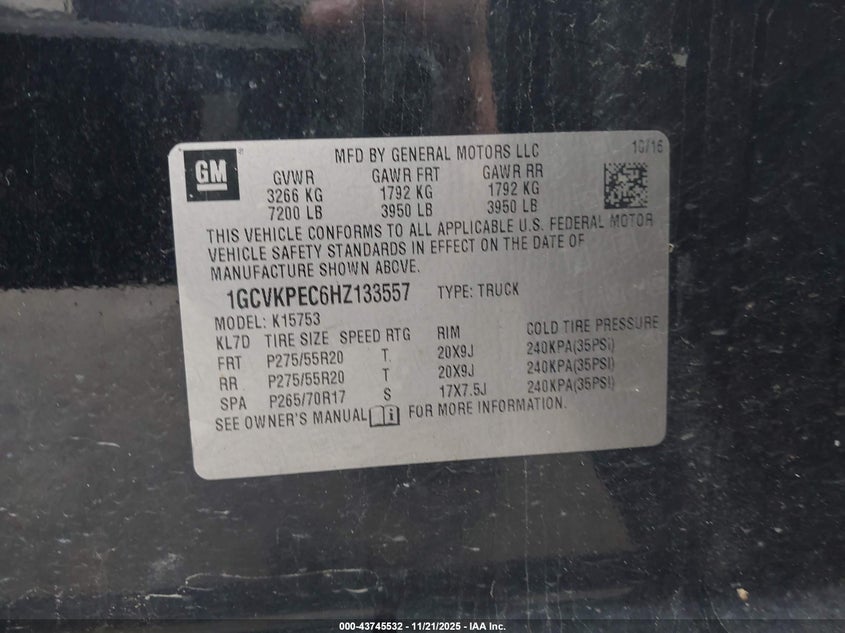 GM
MFD BY GENERAL MOTORS LLC
10/16
GVWR GAWR FRT GAWR RR
3266 KG 1792 KG 1792 KG
7200 LB 3950 LB 3950 LB
THIS VEHICLE CONFORMS TO ALL APPLICABLE U.S. FEDERAL MOTOR
VEHICLE SAFETY STANDARDS IN EFFECT ON THE DATE OF
MANUFACTURE SHOWN ABOVE.
1GCVKPEC6HZ133557 TYPE: TRUCK
MODEL: K15753
KL7D TIRE SIZE SPEED RTG RIM COLD TIRE PRESSURE
FRT P275/55R20 T 20X9J 240KPA(35PSI)
RR P275/55R20 T 20X9J 240KPA(35PSI)
SPA P265/70R17 S 17X7.5J 240KPA(35PSI)
SEE OWNER'S MANUAL FOR MORE INFORMATION.
000-43745532 - 11/21/2025 - IAA Inc.